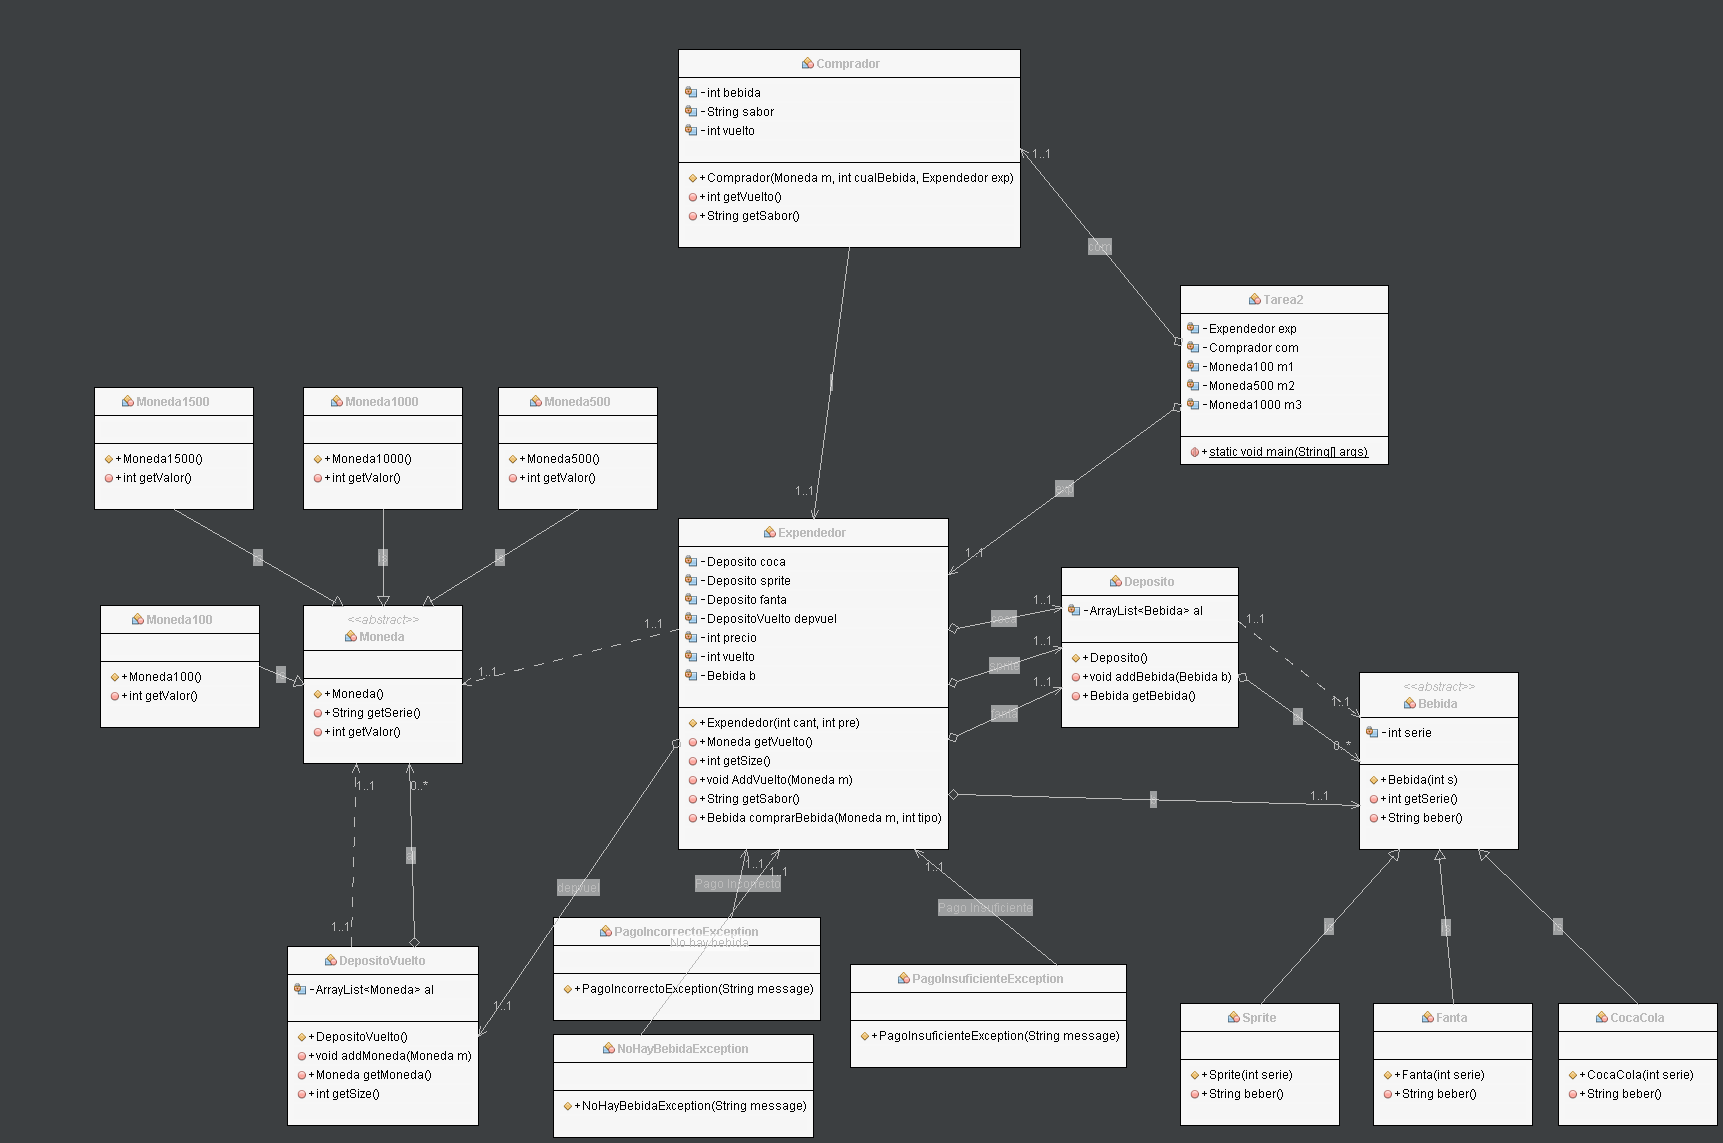 Comprador
-int bebida
-String sabor
-int vuelto
+Comprador(Moneda m, int cualBebida, Expendedor exp)
+int getVuelto()
+String getSabor()
1..1
com
Tarea2
-Expendedor exp
-Comprador com
-Moneda100 m1
-Moneda500 m2
-Moneda1000 m3
+static void main(String[] args)
Moneda1500
+Moneda1500()
+int getValor()
Moneda1000
+Moneda1000()
+int getValor()
Moneda500
+Moneda500()
+int getValor()
1..1
exp
1..1
Expendedor
-Deposito coca
-Deposito sprite
-Deposito fanta
-DepositoVuelto depvuel
-int precio
-int vuelto
-Bebida b
+Expendedor(int cant, int pre)
+Moneda getVuelto()
+int getSize()
+void AddVuelto(Moneda m)
+String getSabor()
+Bebida comprarBebida(Moneda m, int tipo)
Moneda100
+Moneda100()
+int getValor()
<<abstract>>
Moneda
+Moneda()
+String getSerie()
+int getValor()
1..1
1..1
coca
1..1
sprite
1..1
fanta
1..1
Deposito
-ArrayList<Bebida> al
+Deposito()
+void addBebida(Bebida b)
+Bebida getBebida()
1..1
1..1
0..*
<<abstract>>
Bebida
-int serie
+Bebida(int s)
+int getSerie()
+String beber()
1..1
1..1
0..*
al
1..1
depvuel
1..1
1..1
1..1
Pago Incorrecto
1..1
Pago Insuficiente
DepositoVuelto
-ArrayList<Moneda> al
+DepositoVuelto()
+void addMoneda(Moneda m)
+Moneda getMoneda()
+int getSize()
PagoIncorrectoException
No hay bebida
+PagoIncorrectoException(String message)
NoHayBebidaException
+NoHayBebidaException(String message)
PagoInsuficienteException
+PagoInsuficienteException(String message)
Sprite
+Sprite(int serie)
+String beber()
Fanta
+Fanta(int serie)
+String beber()
CocaCola
+CocaCola(int serie)
+String beber()